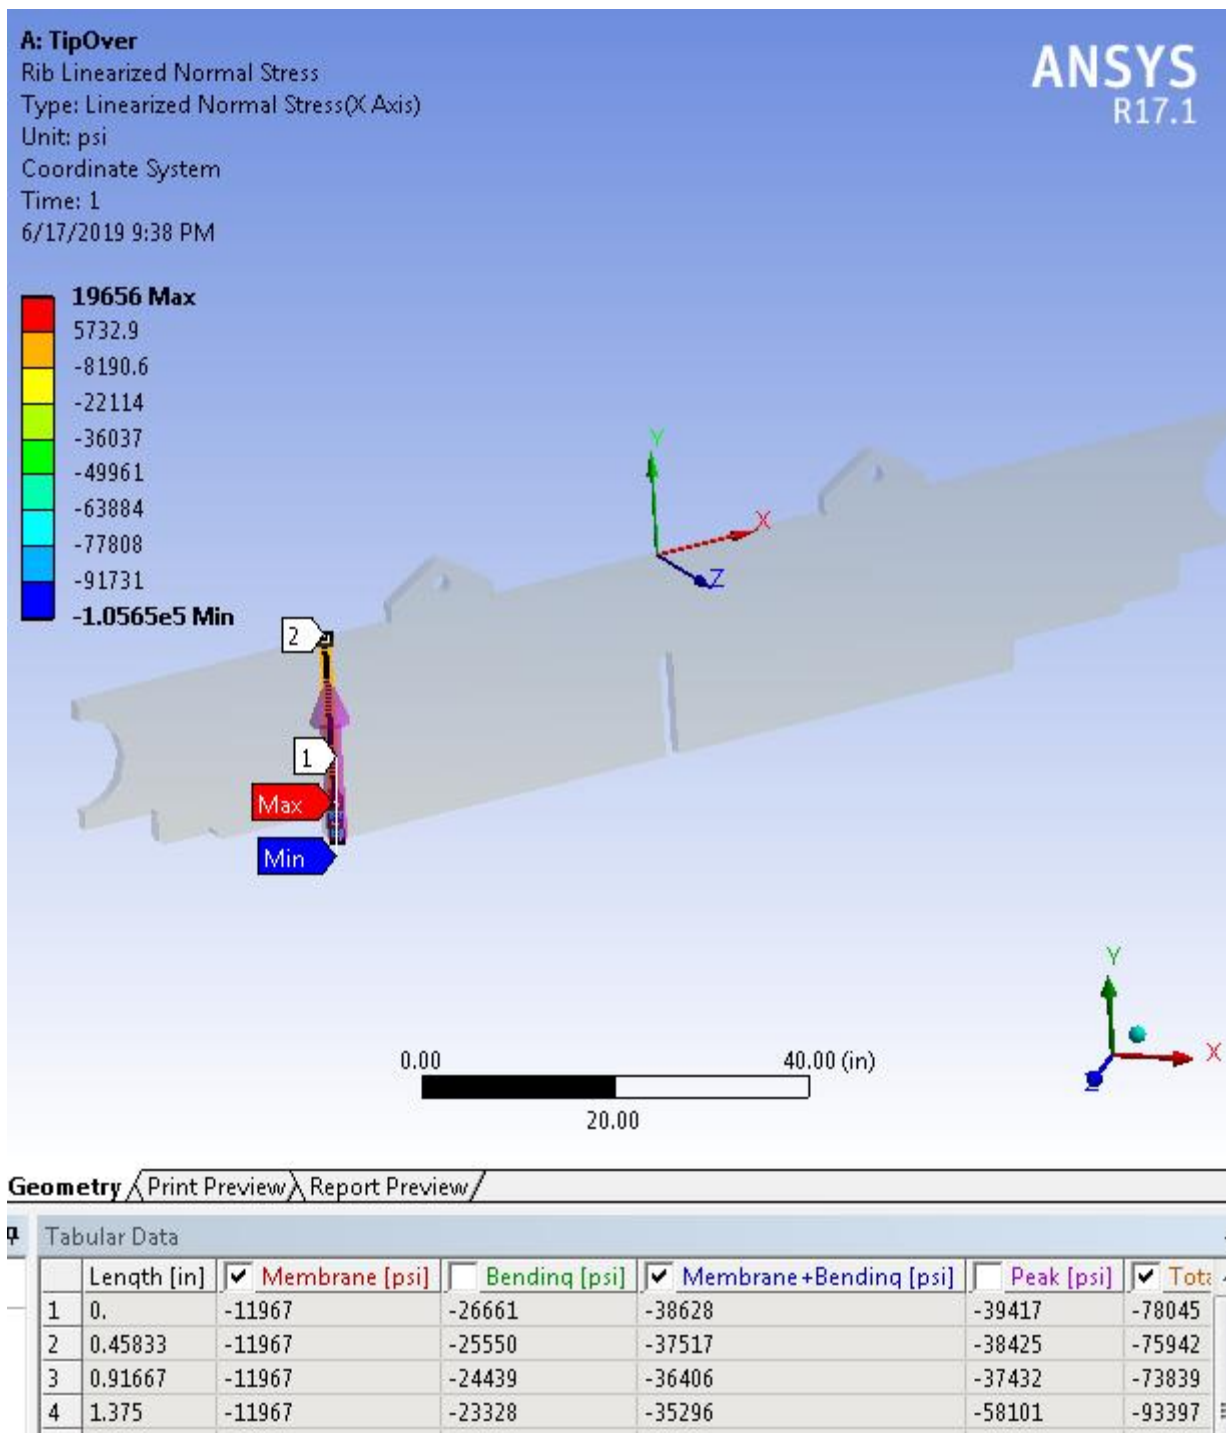 A: TipOver
Rib Linearized Normal Stress
Type: Linearized Normal Stress(X Axis)
Unit: psi
Coordinate System
Time: 1
6/17/2019 9:38 PM
ANSYS
R17.1
19656 Max
5732.9
-8190.6
-22114
-36037
-49961
-63884
-77808
-91731
-1.0565e5 Min
Y
X
Z
2
1
Max
Min
Y
X
Z
0.00 40.00 (in)
20.00
Geometry Print Preview Report Preview
Tabular Data
Length [in] Membrane [psi] Bending [psi] Membrane+Bending [psi] Peak [psi] Tota
1 0. -11967 -26661 -38628 -39417 -78045
2 0.45833 -11967 -25550 -37517 -38425 -75942
3 0.91667 -11967 -24439 -36406 -37432 -73839
4 1.375 -11967 -23328 -35296 -58101 -93397